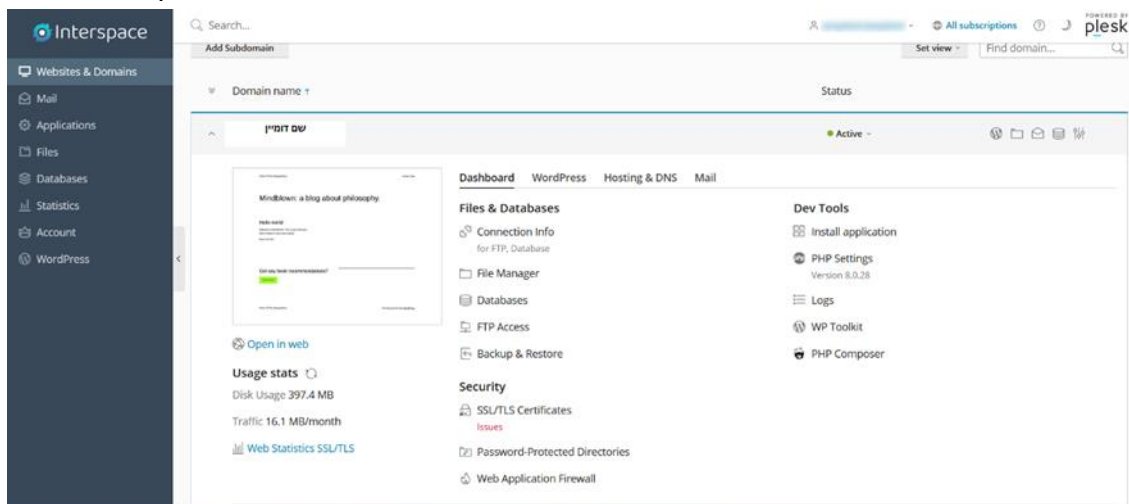 Interspace
Search...
All subscriptions
POWERED BY
plesk
Add Subdomain
Set view
Find domain...
Websites & Domains
Mail
Applications
Files
Databases
Statistics
Account
WordPress
Domain name
Status
שם דומיין
Active
Mindblown: a blog about philosophy.
Hello world!
Got any book recommendations?
Open in web
Usage stats
Disk Usage 397.4 MB
Traffic 16.1 MB/month
Web Statistics SSL/TLS
Dashboard WordPress Hosting & DNS Mail
Files & Databases
Connection Info
for FTP, Database
File Manager
Databases
FTP Access
Backup & Restore
Security
SSL/TLS Certificates
Issues
Password-Protected Directories
Web Application Firewall
Dev Tools
Install application
PHP Settings
Version 8.0.28
Logs
WP Toolkit
PHP Composer